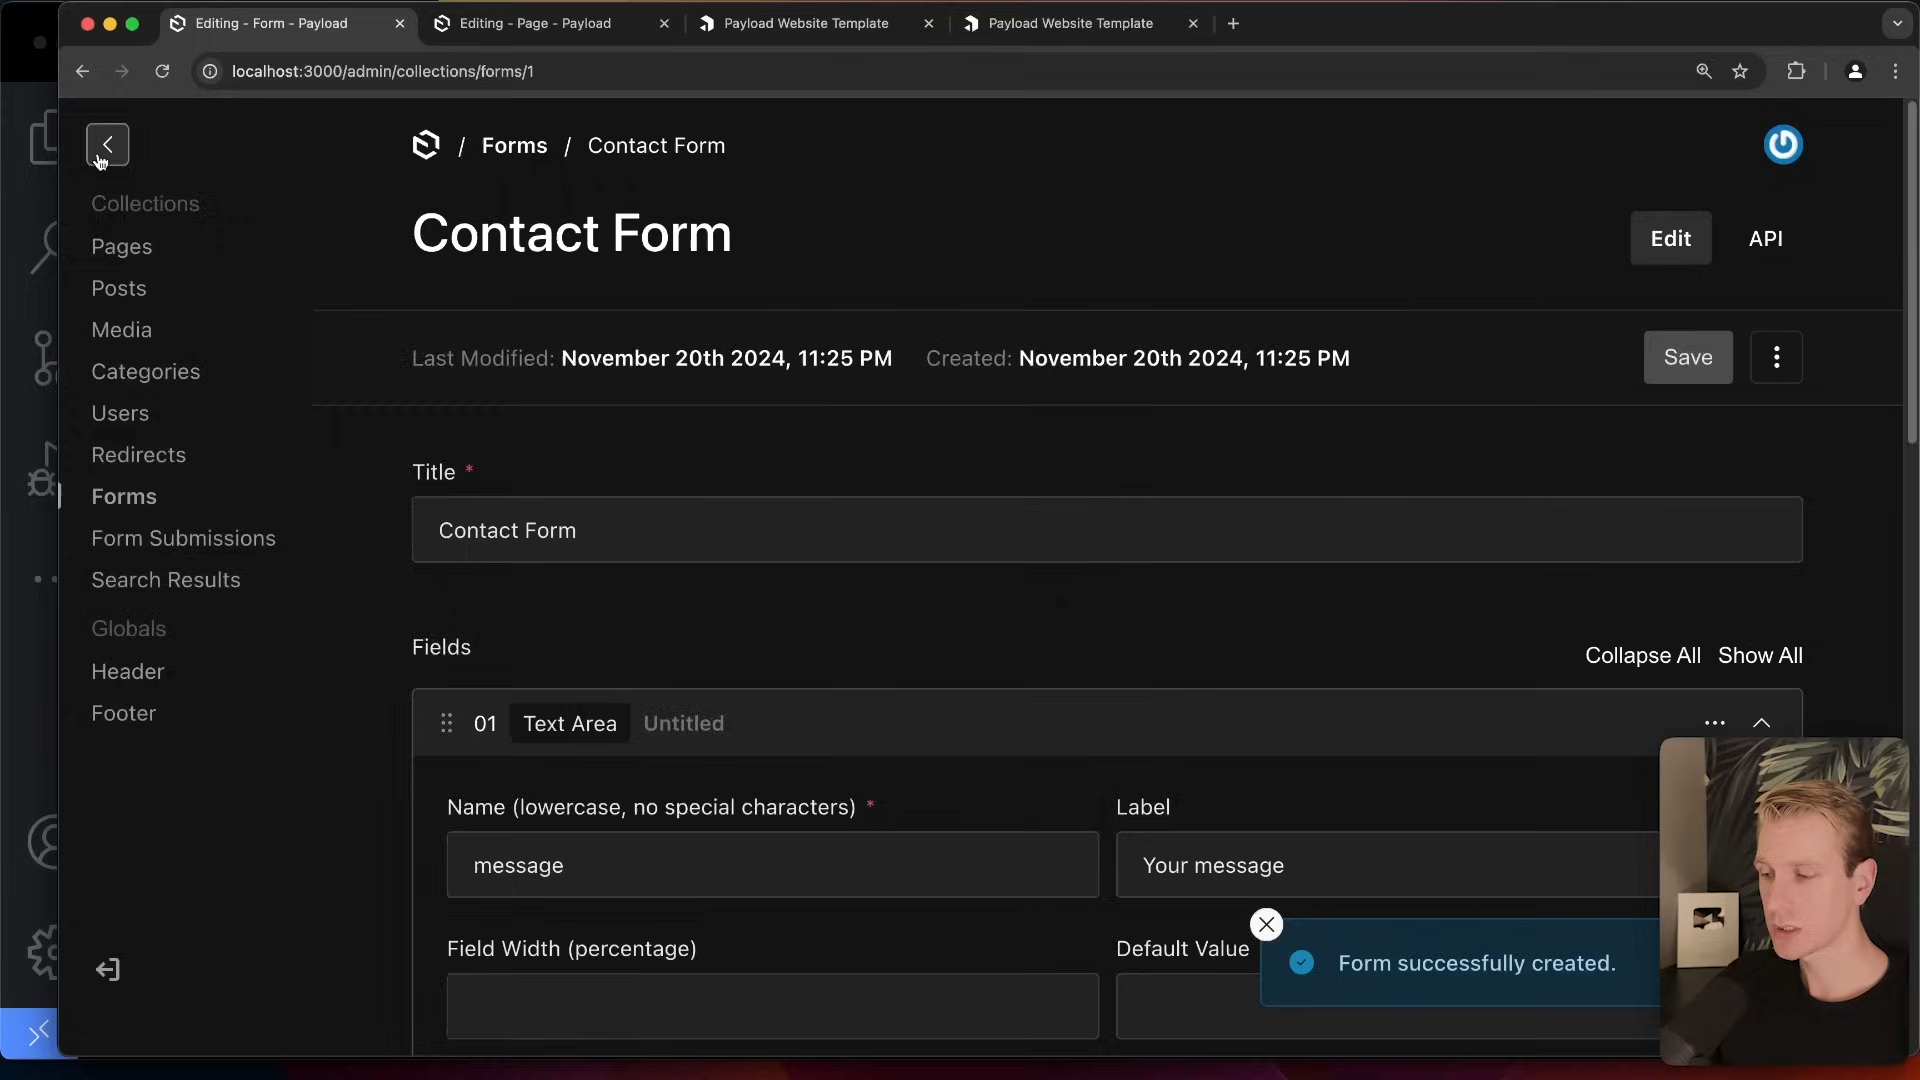 Editing - Form - Payload
Editing - Page - Payload
Payload Website Template
Payload Website Template
localhost:3000/admin/collections/forms/1
/ Forms / Contact Form
Collections
Pages
Posts
Media
Categories
Users
Redirects
Forms
Form Submissions
Search Results
Globals
Header
Footer
Contact Form
Edit
API
Last Modified: November 20th 2024, 11:25 PM Created: November 20th 2024, 11:25 PM
Save
Title *
Contact Form
Fields
Collapse All Show All
01 Text Area Untitled
Name (lowercase, no special characters) *
Label
message
Your message
Field Width (percentage)
Default Value
Form successfully created.